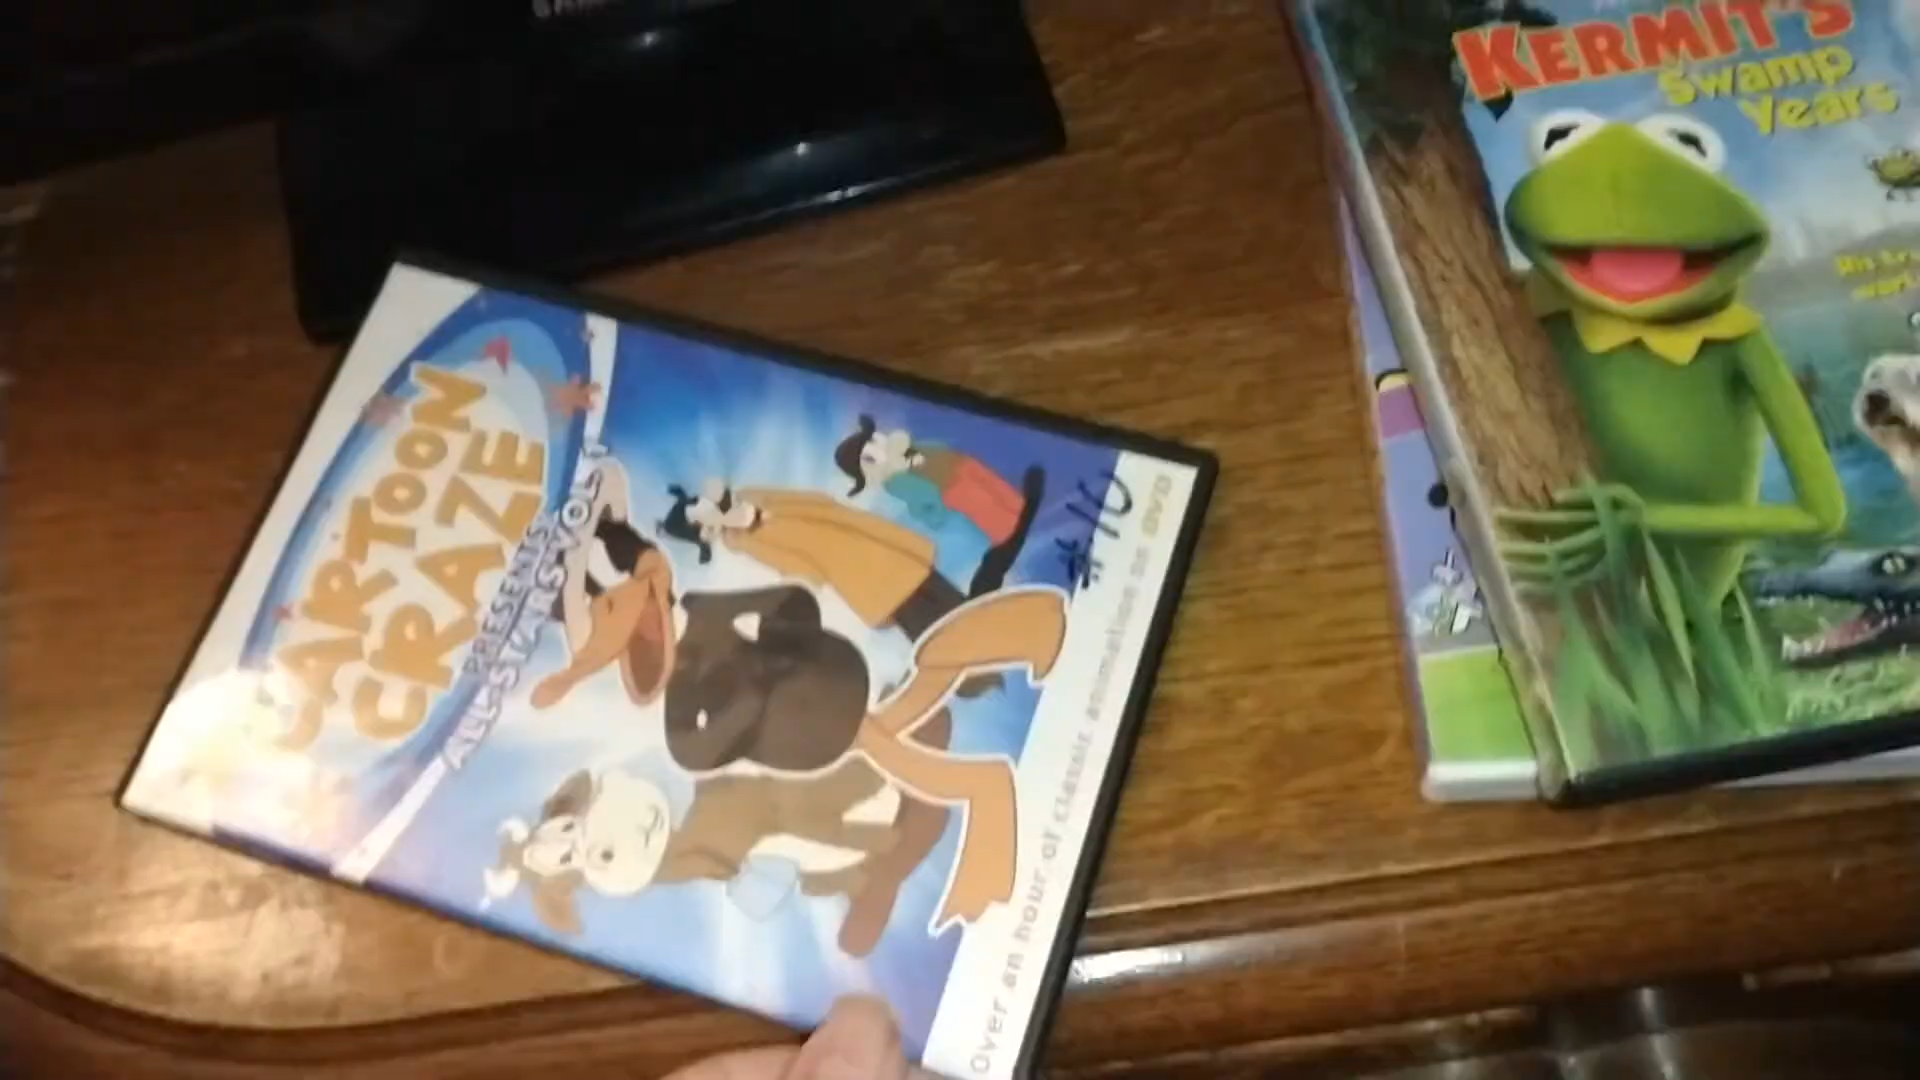 CARTOON
CRAZE
PRESENTS:
ALL-STARS VOL. 1
#10
Over an hour of classic animation on DVD
KERMIT'S
Swamp
Years